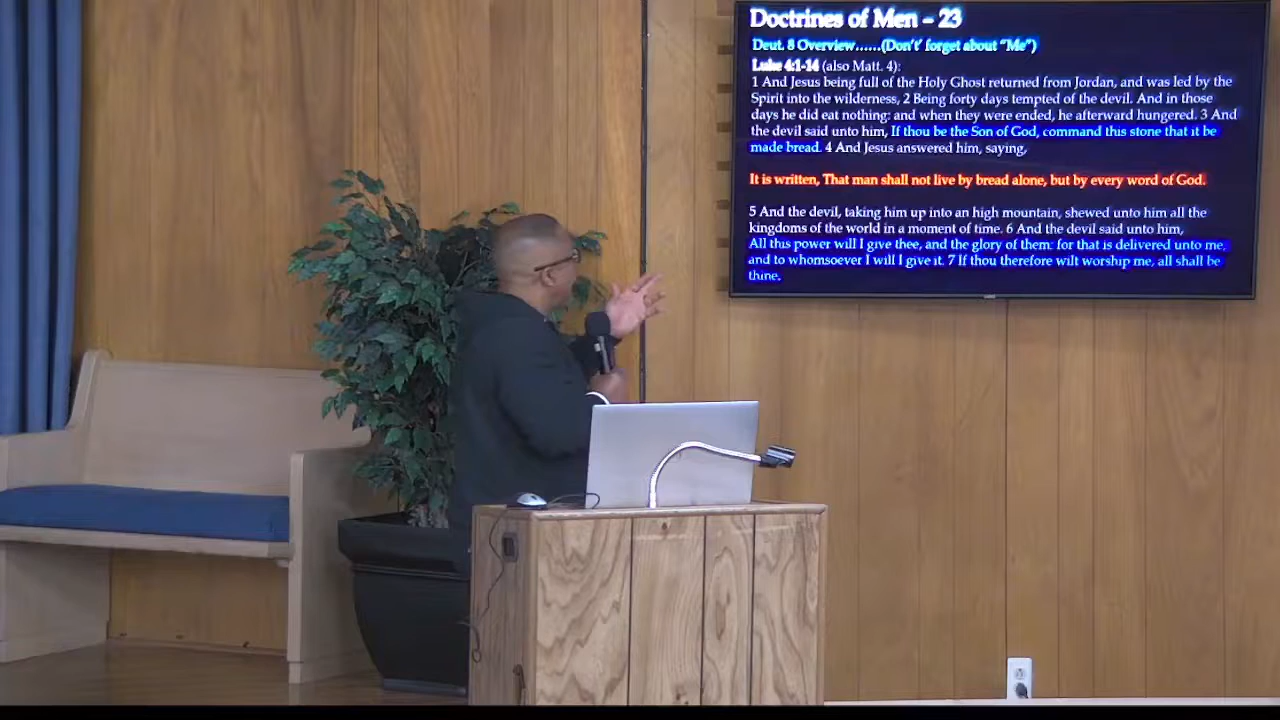 Doctrines of Men – 23
Deut. 8 Overview……(Don't' forget about "Me")
Luke 4:1-14 (also Matt. 4):
1 And Jesus being full of the Holy Ghost returned from Jordan, and was led by the
Spirit into the wilderness, 2 Being forty days tempted of the devil. And in those
days he did eat nothing: and when they were ended, he afterward hungered. 3 And
the devil said unto him, If thou be the Son of God, command this stone that it be
made bread. 4 And Jesus answered him, saying,
It is written, That man shall not live by bread alone, but by every word of God.
5 And the devil, taking him up into an high mountain, shewed unto him all the
kingdoms of the world in a moment of time. 6 And the devil said unto him,
All this power will I give thee, and the glory of them: for that is delivered unto me,
and to whomsoever I will I give it. 7 If thou therefore wilt worship me, all shall be
thine.